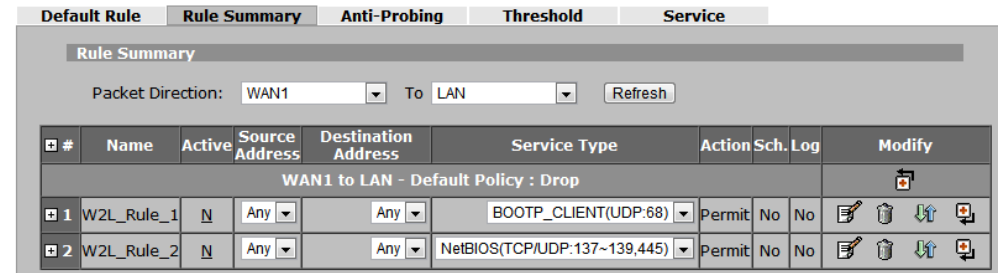 Default Rule Rule Summary Anti-Probing Threshold Service
Rule Summary
Packet Direction: WAN1 To LAN Refresh
# Name Active Source Address Destination Address Service Type Action Sch. Log Modify
WAN1 to LAN - Default Policy : Drop
1 W2L_Rule_1 N Any Any BOOTP_CLIENT(UDP:68) Permit No No
2 W2L_Rule_2 N Any Any NetBIOS(TCP/UDP:137~139,445) Permit No No